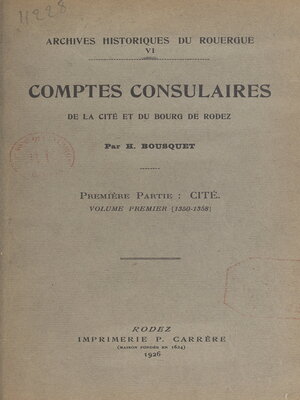 11228
ARCHIVES HISTORIQUES DU ROUERGUE
VI
COMPTES CONSULAIRES
DE LA CITÉ ET DU BOURG DE RODEZ
Par H. BOUSQUET
PREMIÈRE PARTIE : CITÉ.
VOLUME PREMIER (1350-1358)
RODEZ
IMPRIMERIE P. CARRÈRE
(MAISON FONDÉE EN 1624)
1926